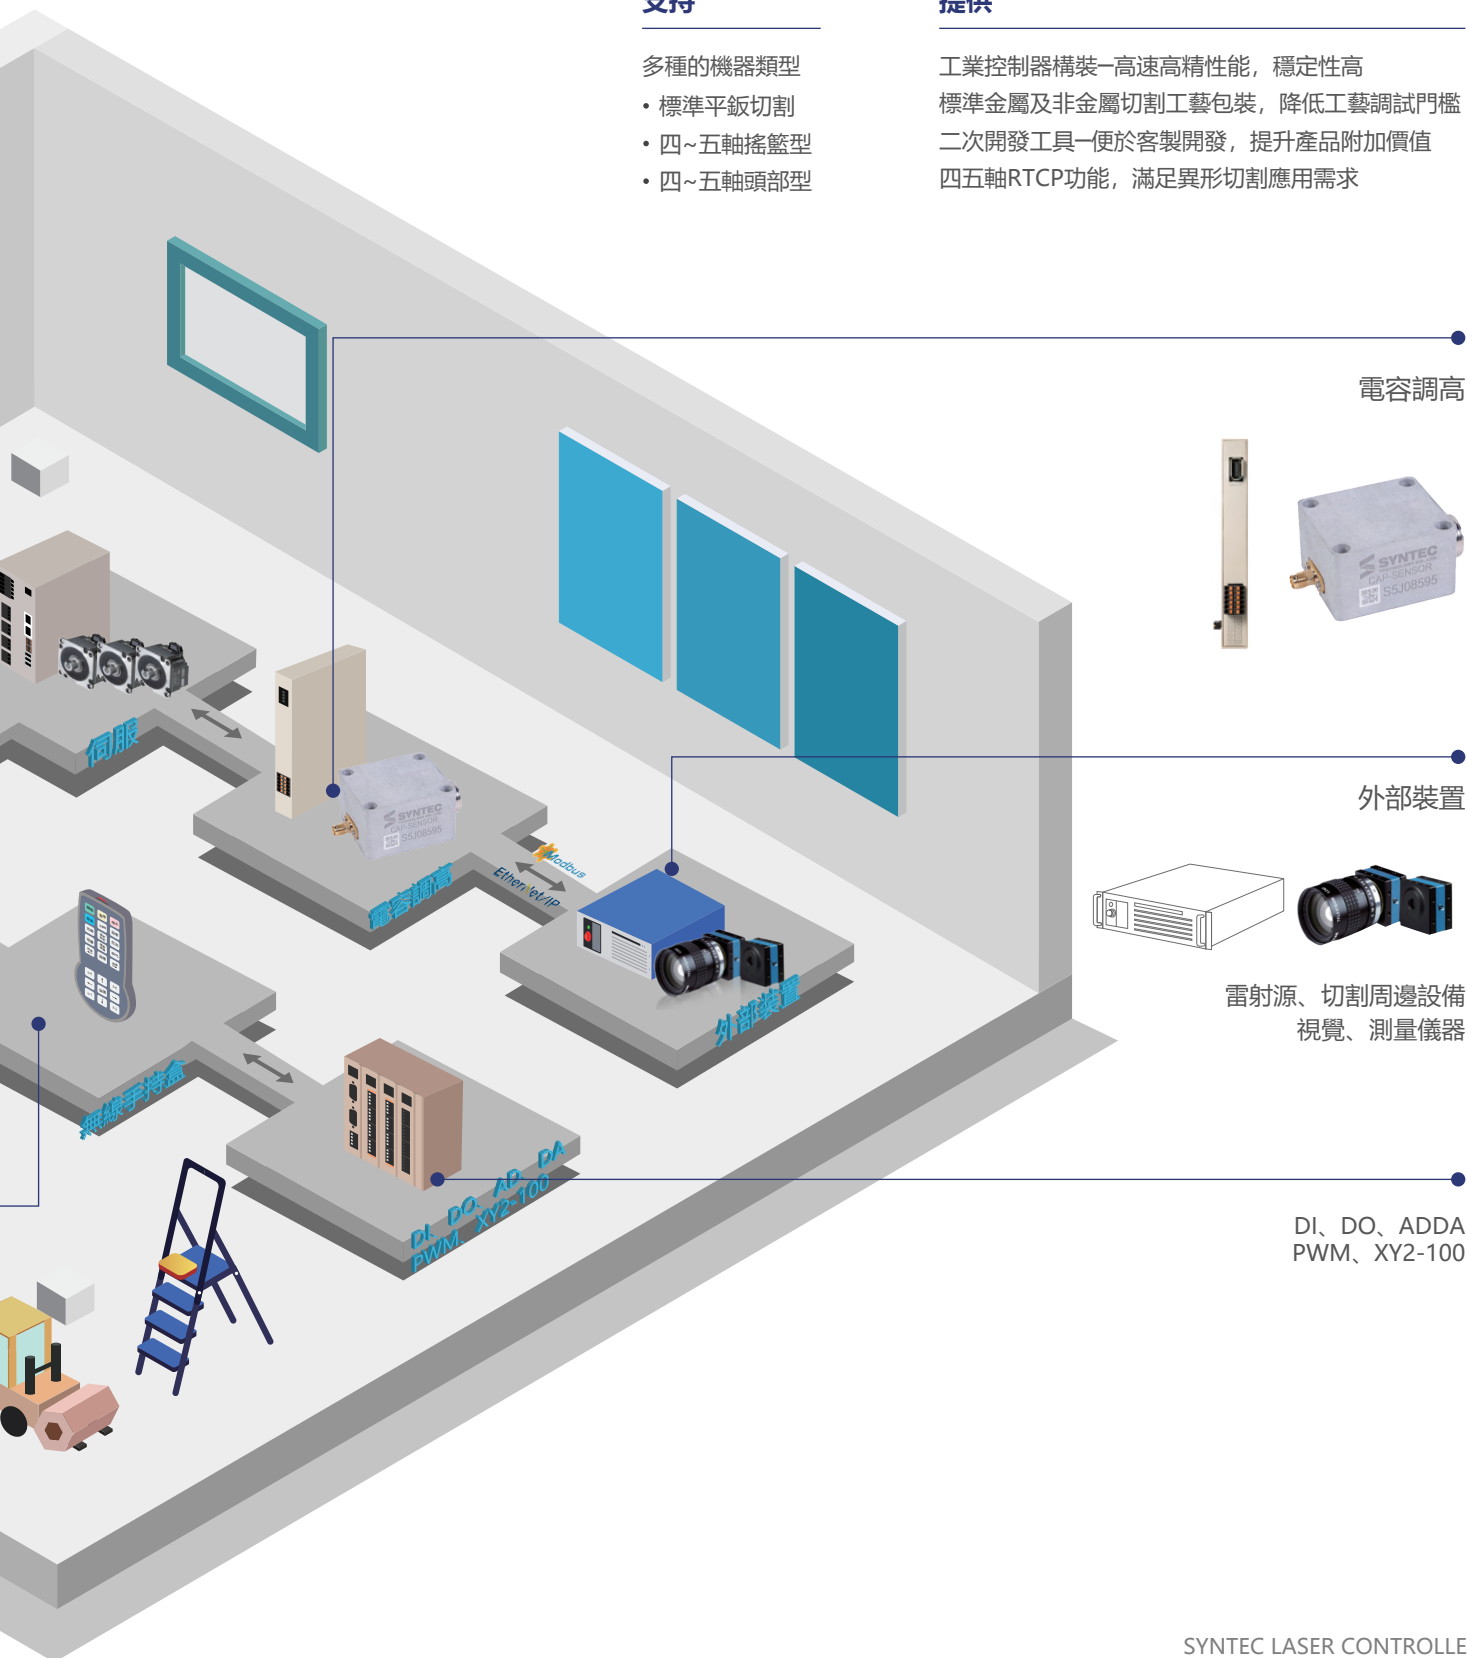 支持
多種的機器類型
• 標準平鈑切割
• 四~五軸搖籃型
• 四~五軸頭部型
提供
工業控制器構裝─高速高精性能，穩定性高
標準金屬及非金屬切割工藝包裝，降低工藝調試門檻
二次開發工具─便於客製開發，提升產品附加價值
四五軸RTCP功能，滿足異形切割應用需求
電容調高
SYNTEC
CAP-SENSOR
S5J08595
伺服
SYNTEC
CAP-SENSOR
S5J08595
電容調高
Modbus
EtherNet/IP
外部裝置
外部裝置
雷射源、切割周邊設備
視覺、測量儀器
無線手持盒
DI、DO、AD、DA
PWM、XY2-100
DI、DO、ADDA
PWM、XY2-100
SYNTEC LASER CONTROLLE